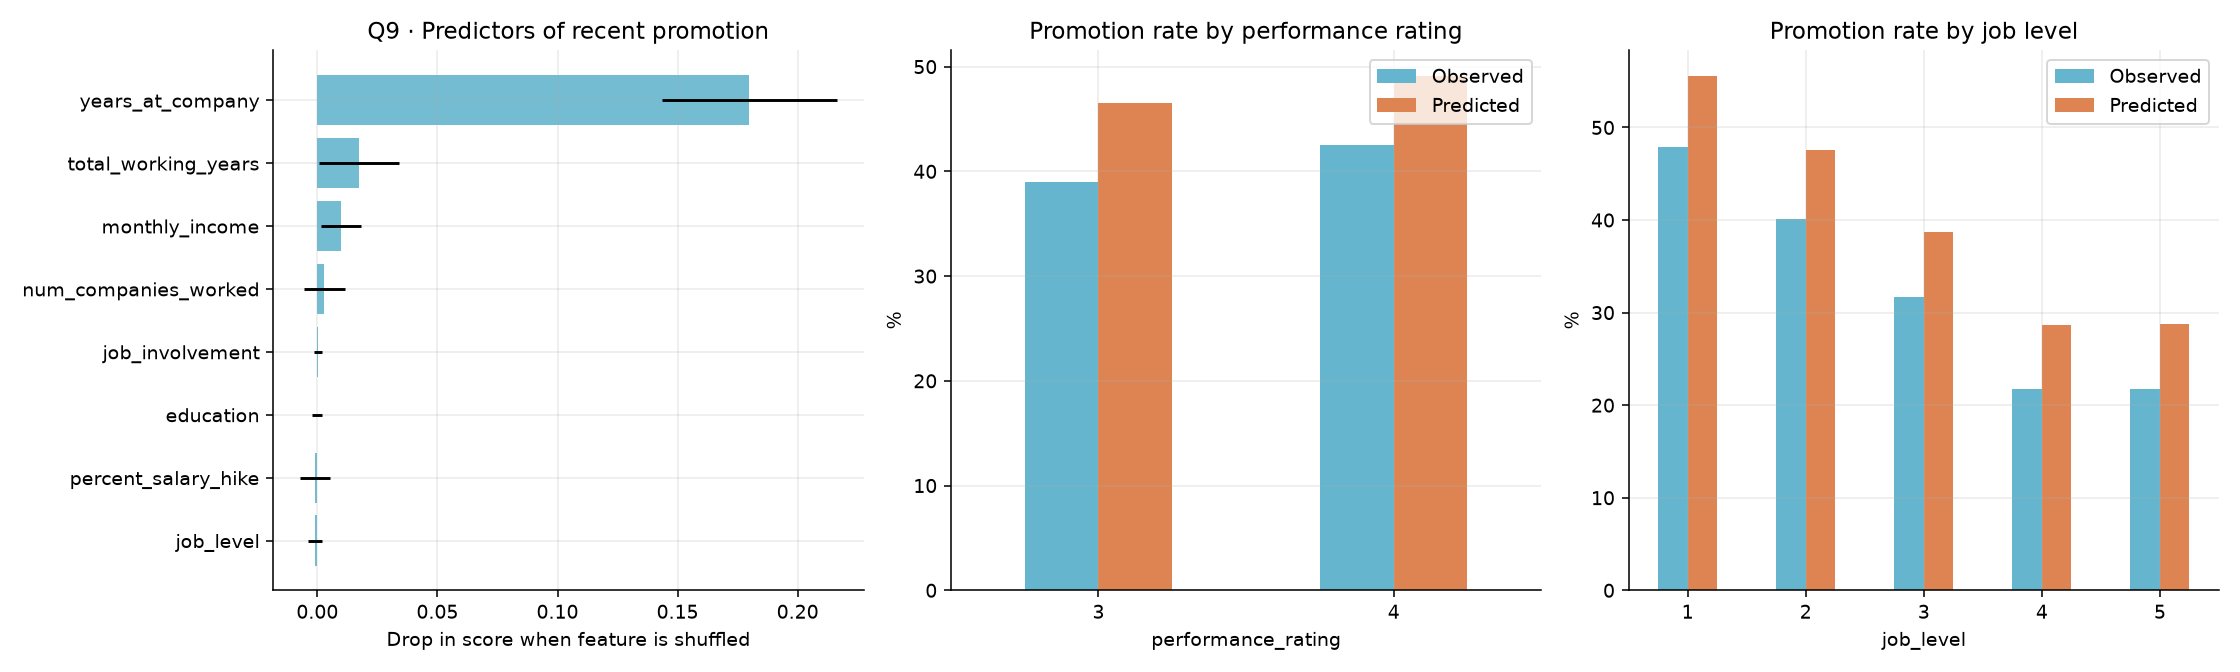 Q9 · Predictors of recent promotion
years_at_company
total_working_years
monthly_income
num_companies_worked
job_involvement
education
percent_salary_hike
job_level
0.00 0.05 0.10 0.15 0.20
Drop in score when feature is shuffled
Promotion rate by performance rating
Observed
Predicted
50
40
30
20
10
0
%
3 4
performance_rating
Promotion rate by job level
Observed
Predicted
50
40
30
20
10
0
%
1 2 3 4 5
job_level